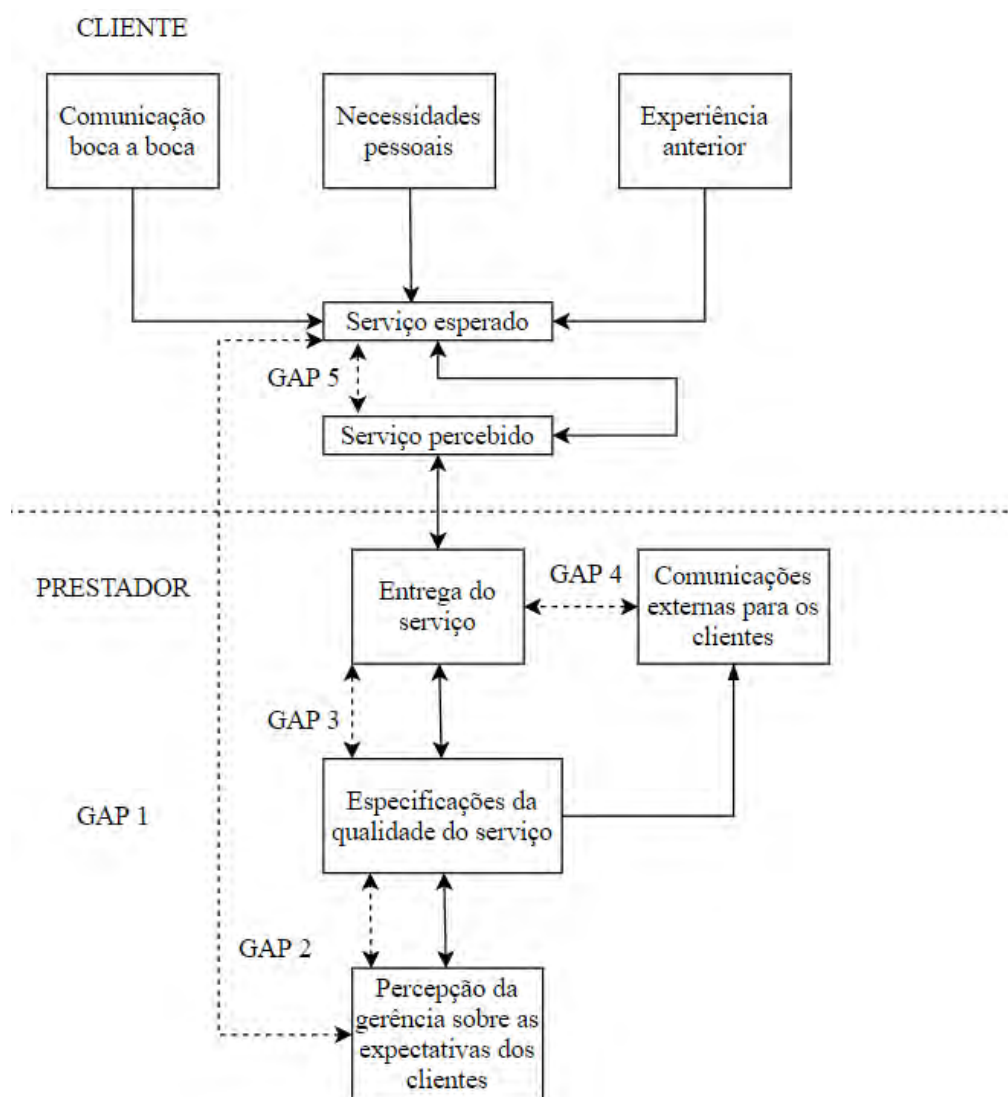 CLIENTE
Comunicação
boca a boca
Necessidades
pessoais
Experiência
anterior
Serviço esperado
GAP 5
Serviço percebido
PRESTADOR
Entrega do
serviço
GAP 4
Comunicações
externas para os
clientes
GAP 3
GAP 1
Especificações da
qualidade do serviço
GAP 2
Percepção da
gerência sobre as
expectativas dos
clientes